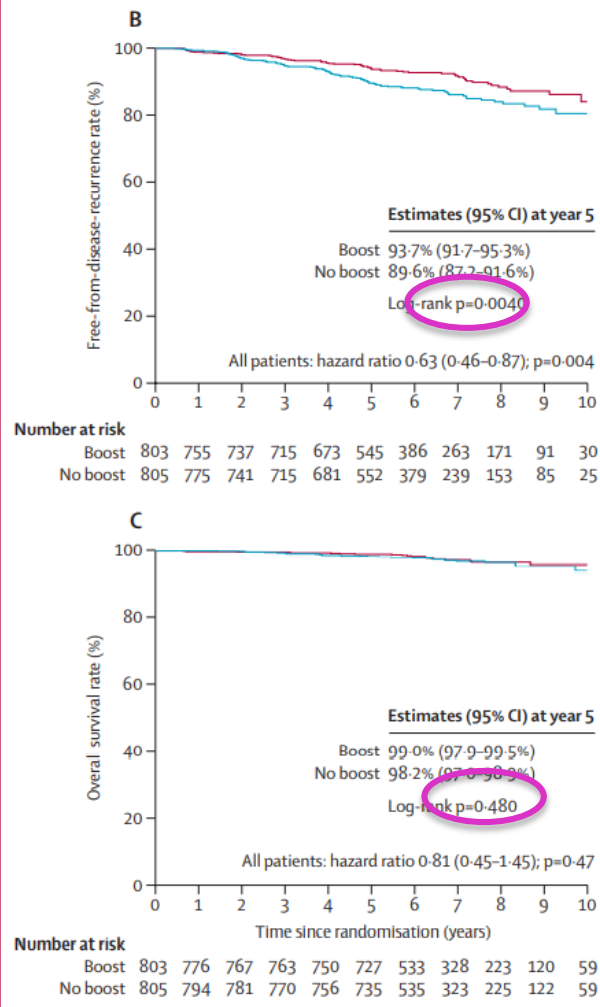 B
Free-from-disease-recurrence rate (%)
100
80
60
40
20
0
Estimates (95% CI) at year 5
Boost 93·7% (91·7–95·3%)
No boost 89·6% (87·2–91·6%)
Log-rank p=0·0040
All patients: hazard ratio 0·63 (0·46–0·87); p=0·004
0 1 2 3 4 5 6 7 8 9 10
Number at risk
Boost 803 755 737 715 673 545 386 263 171 91 30
No boost 805 775 741 715 681 552 379 239 153 85 25
C
Overal survival rate (%)
100
80
60
40
20
0
Estimates (95% CI) at year 5
Boost 99·0% (97·9–99·5%)
No boost 98·2%
Log-rank p=0·480
All patients: hazard ratio 0·81 (0·45–1·45); p=0·47
0 1 2 3 4 5 6 7 8 9 10
Time since randomisation (years)
Number at risk
Boost 803 776 767 763 750 727 533 328 223 120 59
No boost 805 794 781 770 756 735 535 323 225 122 59